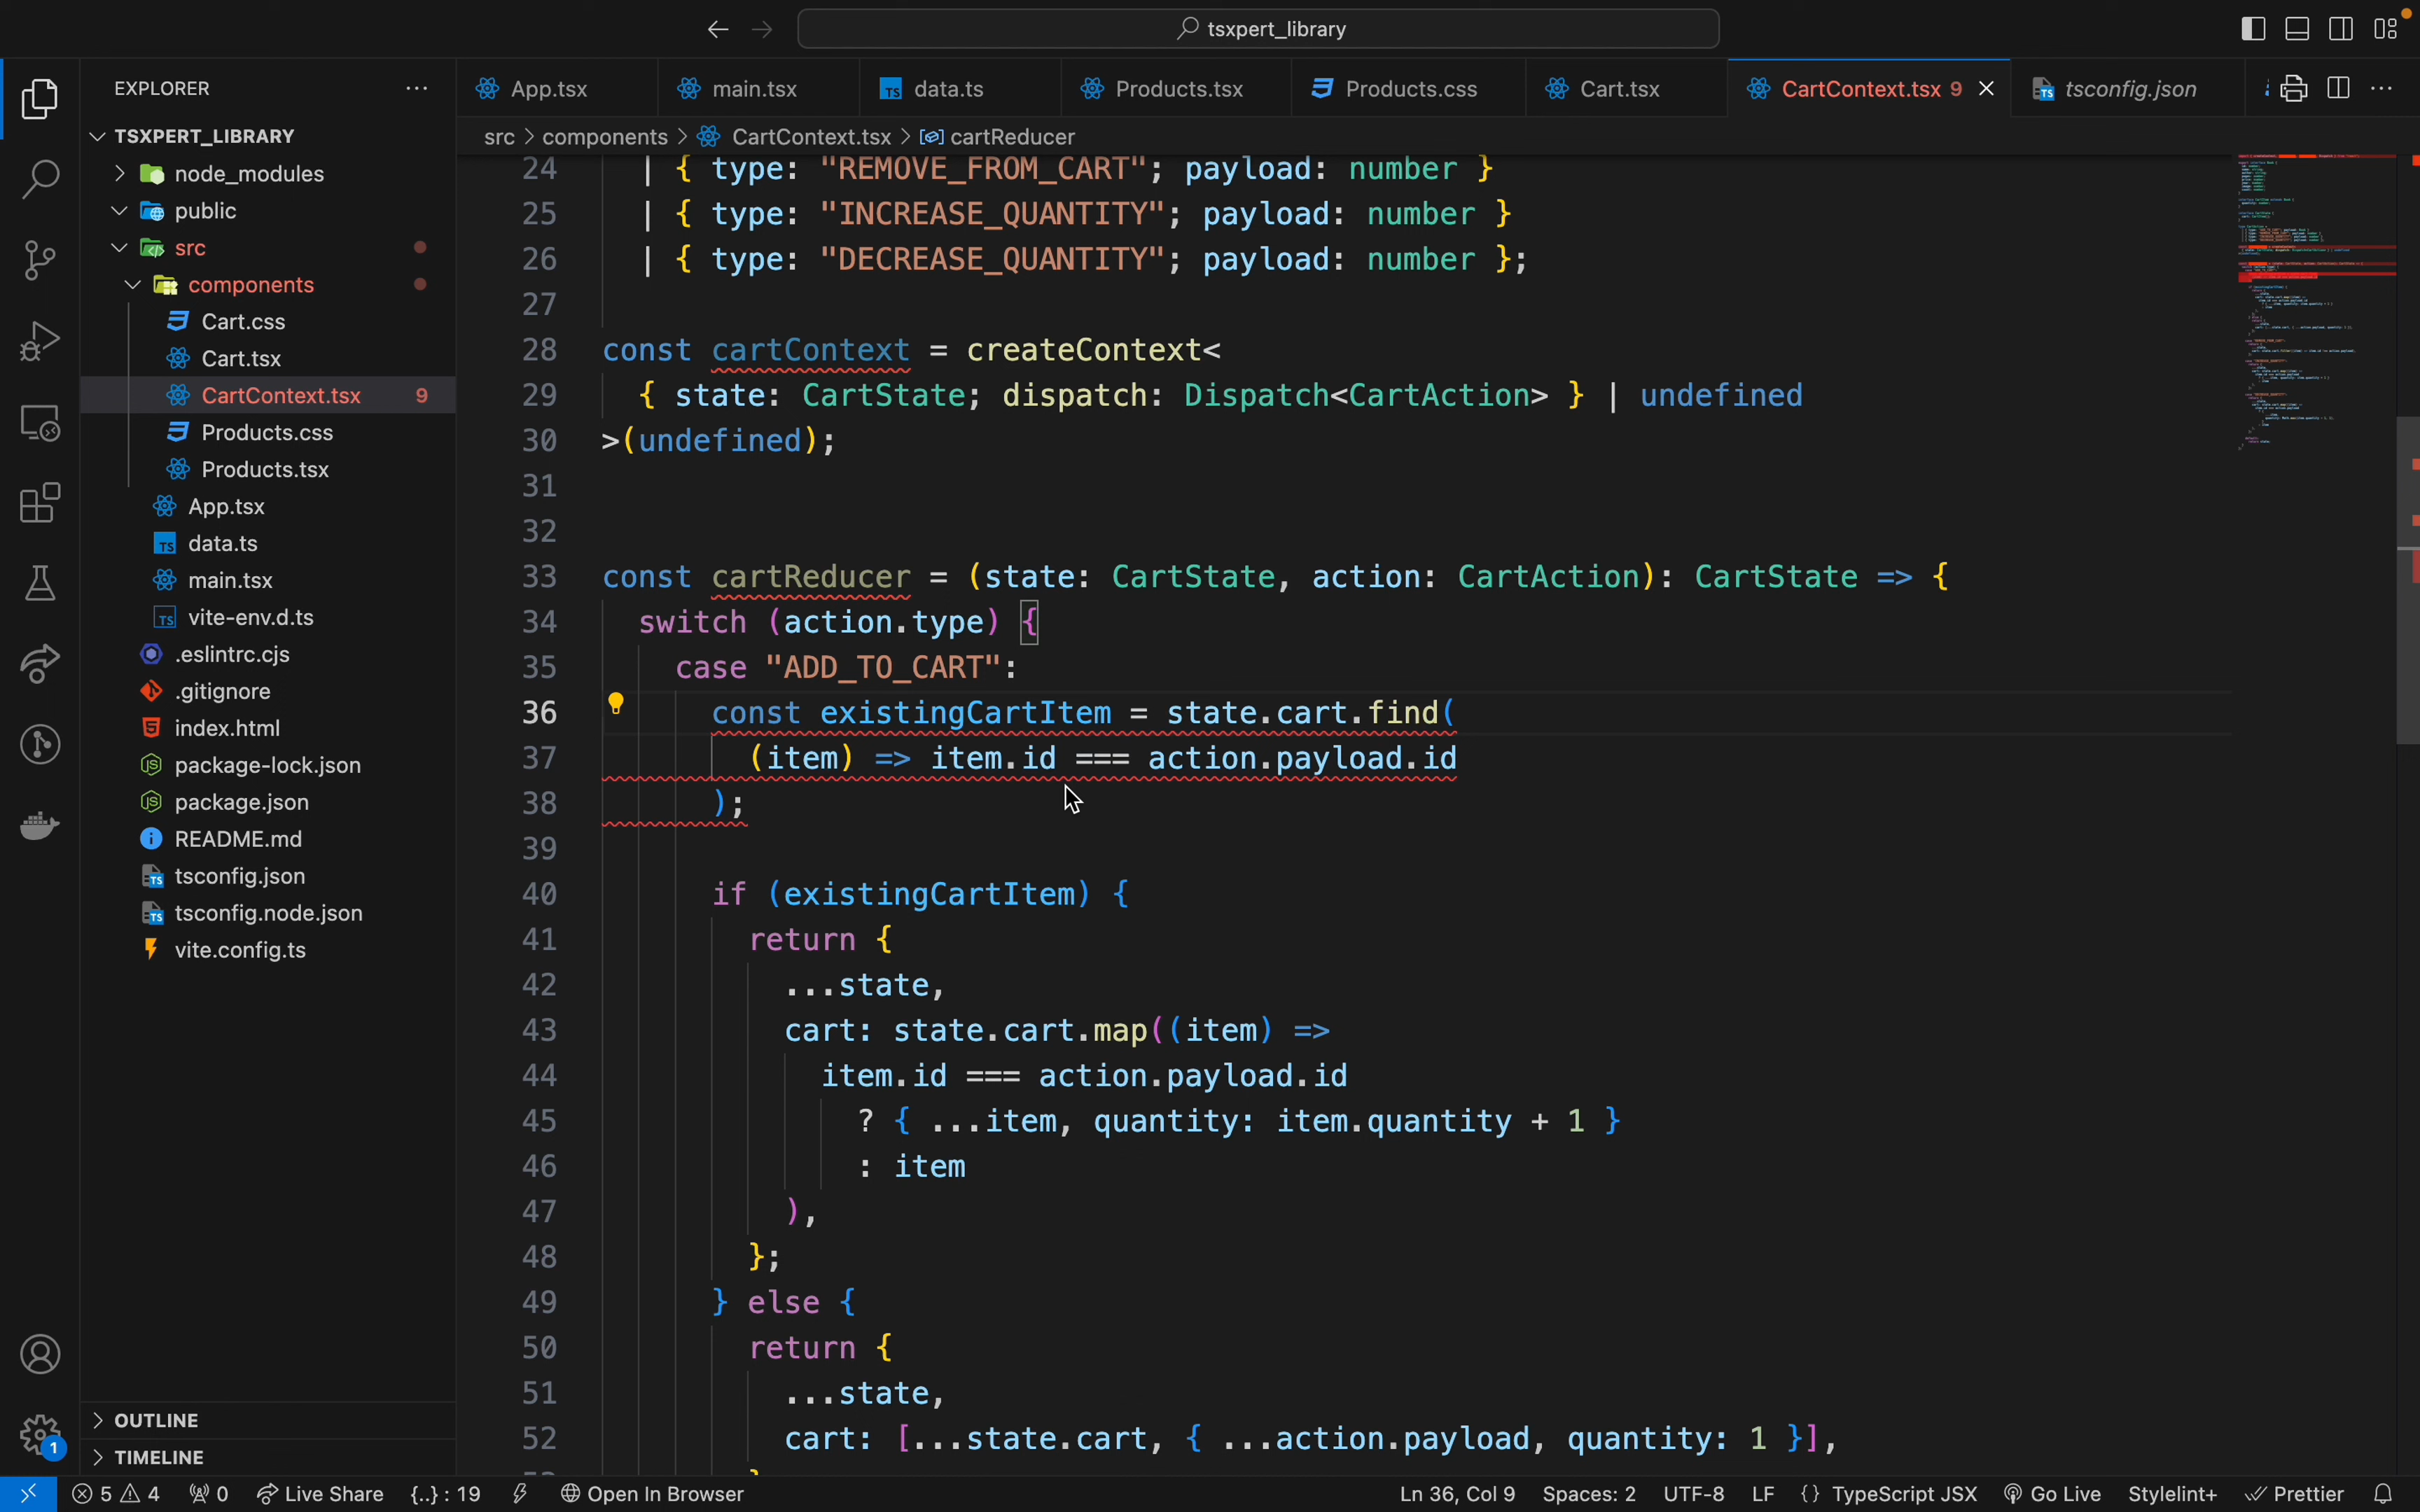 tsxpert_library
EXPLORER
TSXPERT_LIBRARY
node_modules
public
src
components
Cart.css
Cart.tsx
CartContext.tsx 9
Products.css
Products.tsx
App.tsx
data.ts
main.tsx
vite-env.d.ts
.eslintrc.cjs
.gitignore
index.html
package-lock.json
package.json
README.md
tsconfig.json
tsconfig.node.json
vite.config.ts
OUTLINE
TIMELINE
1
App.tsx main.tsx data.ts Products.tsx Products.css Cart.tsx CartContext.tsx 9 tsconfig.json
src > components > CartContext.tsx > cartReducer
24 | { type: "REMOVE_FROM_CART"; payload: number }
25 | { type: "INCREASE_QUANTITY"; payload: number }
26 | { type: "DECREASE_QUANTITY"; payload: number };
27
28 const cartContext = createContext<
29 { state: CartState; dispatch: Dispatch<CartAction> } | undefined
30 >(undefined);
31
32
33 const cartReducer = (state: CartState, action: CartAction): CartState => {
34 switch (action.type) {
35 case "ADD_TO_CART":
36 const existingCartItem = state.cart.find(
37 (item) => item.id === action.payload.id
38 );
39
40 if (existingCartItem) {
41 return {
42 ...state,
43 cart: state.cart.map((item) =>
44 item.id === action.payload.id
45 ? { ...item, quantity: item.quantity + 1 }
46 : item
47 ),
48 };
49 } else {
50 return {
51 ...state,
52 cart: [...state.cart, { ...action.payload, quantity: 1 }],
5 4 0 Live Share {..} : 19 Open In Browser Ln 36, Col 9 Spaces: 2 UTF-8 LF {} TypeScript JSX Go Live Stylelint+ Prettier